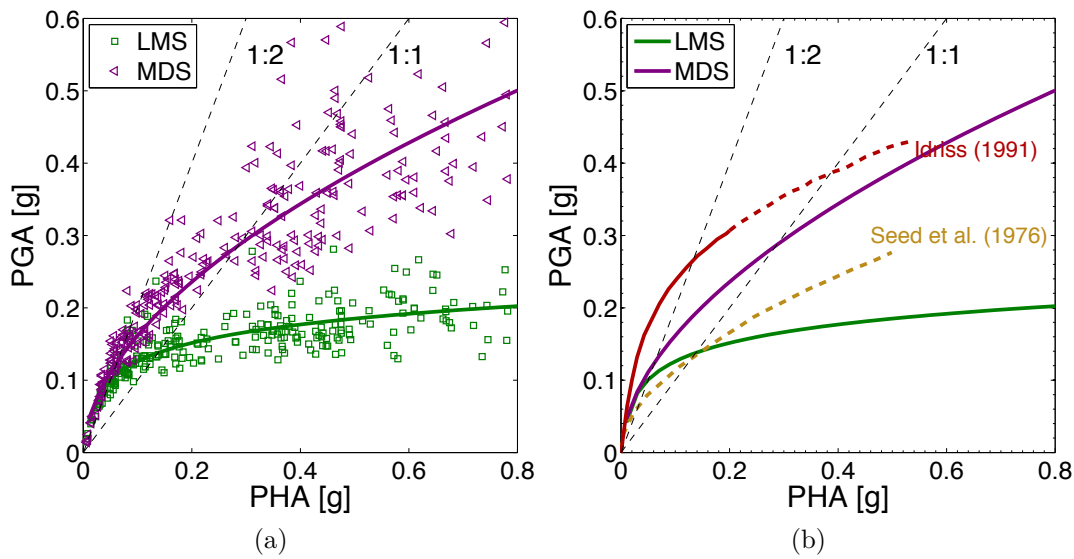 0.6
0.5
0.4
0.3
0.2
0.1
0
PGA [g]
LMS
MDS
1:2
1:1
0 0.2 0.4 0.6 0.8
PHA [g]
(a)
0.6
0.5
0.4
0.3
0.2
0.1
0
PGA [g]
LMS
MDS
1:2
1:1
Idriss (1991)
Seed et al. (1976)
0 0.2 0.4 0.6 0.8
PHA [g]
(b)